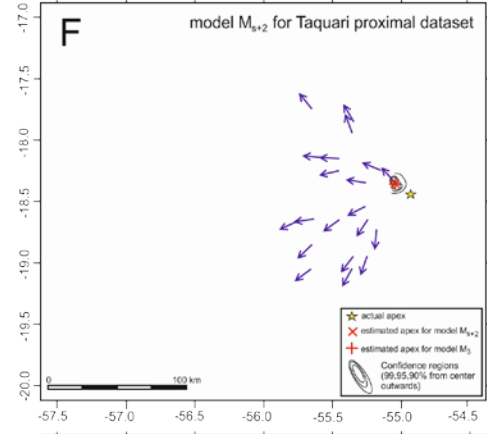 F
model Ms+2 for Taquari proximal dataset
-17.0
-17.5
-18.0
-18.5
-19.0
-19.5
-20.0
actual apex
estimated apex for model Ms+2
estimated apex for model M3
Confidence regions
(99,95,90% from center
outwards)
0 100 km
-57.5 -57.0 -56.5 -56.0 -55.5 -55.0 -54.5